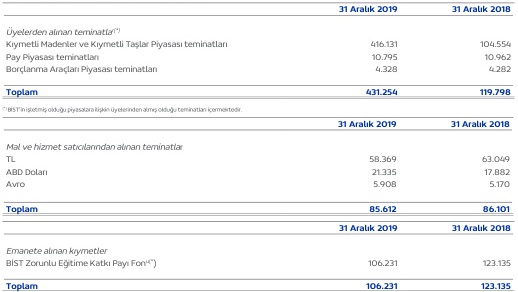 31 Aralık 2019 31 Aralık 2018
Üyelerden alınan teminatlar(*)
Kıymetli Madenler ve Kıymetli Taşlar Piyasası teminatları 416.131 104.554
Pay Piyasası teminatları 10.795 10.962
Borçlanma Araçları Piyasası teminatları 4.328 4.282
Toplam 431.254 119.798
(*) BİST'in işletmiş olduğu piyasalara ilişkin üyelerinden almış olduğu teminatları içermektedir.
31 Aralık 2019 31 Aralık 2018
Mal ve hizmet satıcılarından alınan teminatlar
TL 58.369 63.049
ABD Doları 21.335 17.882
Avro 5.908 5.170
Toplam 85.612 86.101
31 Aralık 2019 31 Aralık 2018
Emanete alınan kıymetler
BİST Zorunlu Eğitime Katkı Payı Fonu(**) 106.231 123.135
Toplam 106.231 123.135